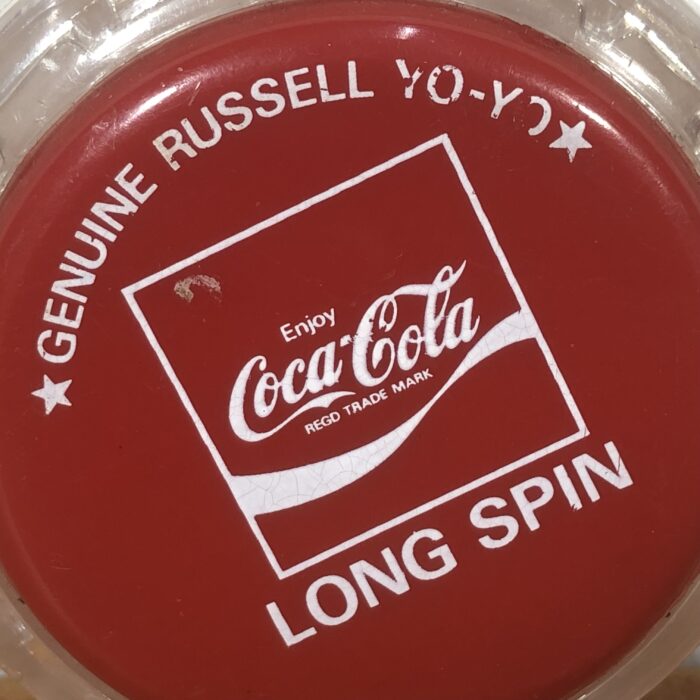 ★GENUINE RUSSELL YO-YO★
Enjoy
Coca-Cola
REGD TRADE MARK
LONG SPIN